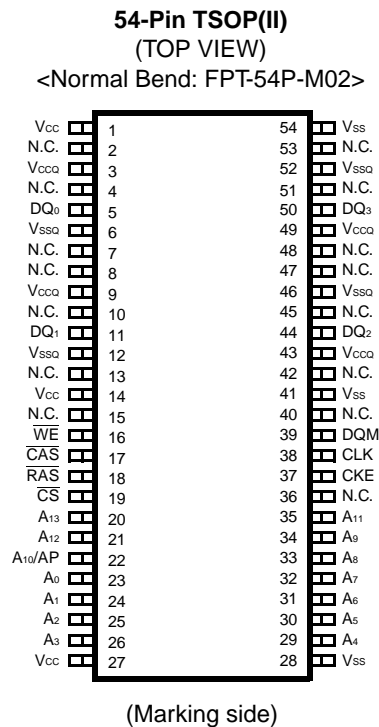 54-Pin TSOP(II)
(TOP VIEW)
<Normal Bend: FPT-54P-M02>
VCC 1 54 VSS
N.C. 2 53 N.C.
VCCQ 3 52 VSSQ
N.C. 4 51 N.C.
DQ0 5 50 DQ3
VSSQ 6 49 VCCQ
N.C. 7 48 N.C.
N.C. 8 47 N.C.
VCCQ 9 46 VSSQ
N.C. 10 45 N.C.
DQ1 11 44 DQ2
VSSQ 12 43 VCCQ
N.C. 13 42 N.C.
VCC 14 41 VSS
N.C. 15 40 N.C.
WE 16 39 DQM
CAS 17 38 CLK
RAS 18 37 CKE
CS 19 36 N.C.
A13 20 35 A11
A12 21 34 A9
A10/AP 22 33 A8
A0 23 32 A7
A1 24 31 A6
A2 25 30 A5
A3 26 29 A4
VCC 27 28 VSS
(Marking side)